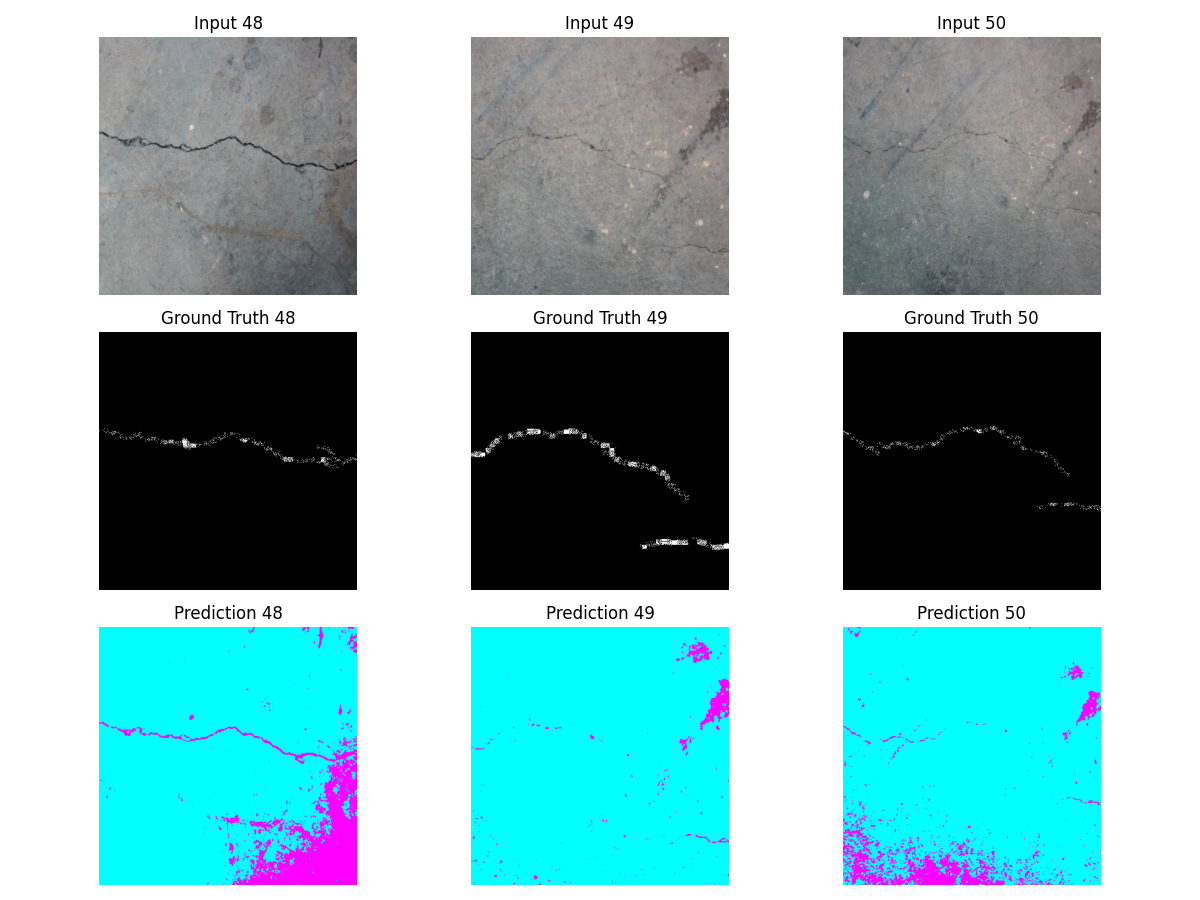 Input 48
Input 49
Input 50
Ground Truth 48
Ground Truth 49
Ground Truth 50
Prediction 48
Prediction 49
Prediction 50